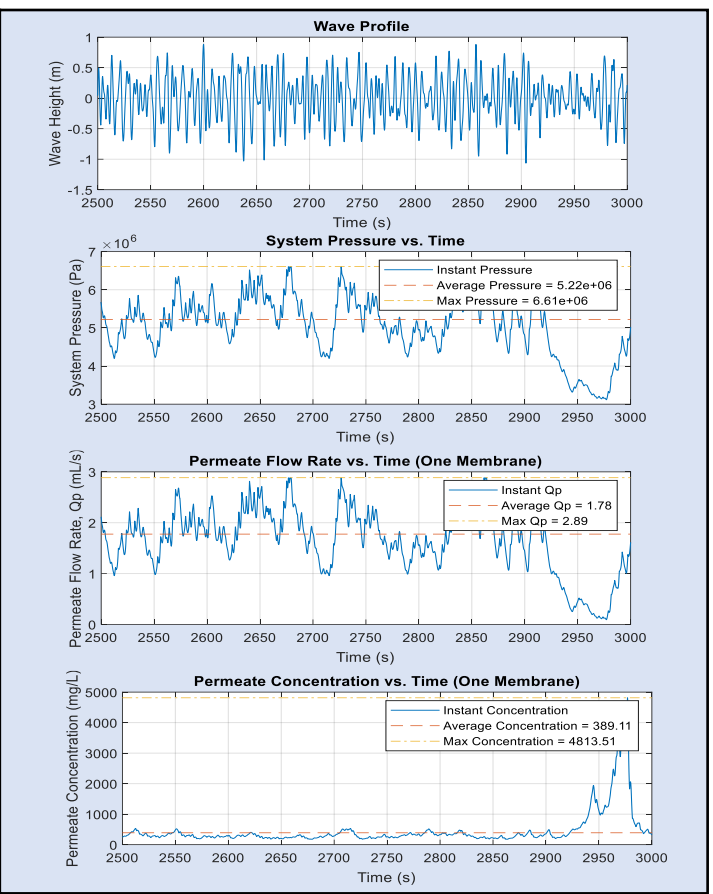 Wave Profile
1
0.5
0
-0.5
-1
-1.5
Wave Height (m)
2500 2550 2600 2650 2700 2750 2800 2850 2900 2950 3000
Time (s)
System Pressure vs. Time
×10^6
7
6
5
4
3
System Pressure (Pa)
Instant Pressure
Average Pressure = 5.22e+06
Max Pressure = 6.61e+06
2500 2550 2600 2650 2700 2750 2800 2850 2900 2950 3000
Time (s)
Permeate Flow Rate vs. Time (One Membrane)
3
2
1
0
Permeate Flow Rate, Qp (mL/s)
Instant Qp
Average Qp = 1.78
Max Qp = 2.89
2500 2550 2600 2650 2700 2750 2800 2850 2900 2950 3000
Time (s)
Permeate Concentration vs. Time (One Membrane)
5000
4000
3000
2000
1000
0
Permeate Concentration (mg/L)
Instant Concentration
Average Concentration = 389.11
Max Concentration = 4813.51
2500 2550 2600 2650 2700 2750 2800 2850 2900 2950 3000
Time (s)